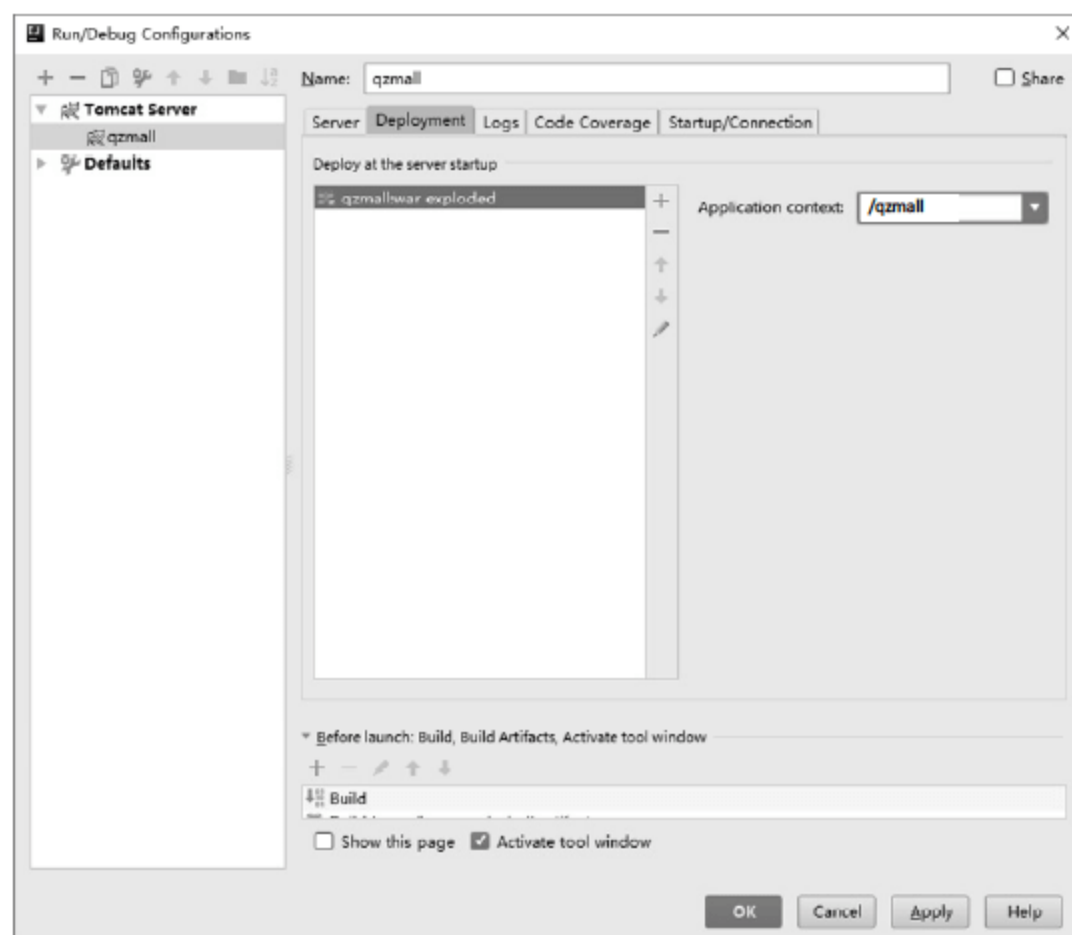 Run/Debug Configurations
Name: qzmall
Share
Tomcat Server
qzmall
Defaults
Server Deployment Logs Code Coverage Startup/Connection
Deploy at the server startup
qzmall:war exploded
Application context: /qzmall
Before launch: Build, Build Artifacts, Activate tool window
Build
Show this page Activate tool window
OK Cancel Apply Help